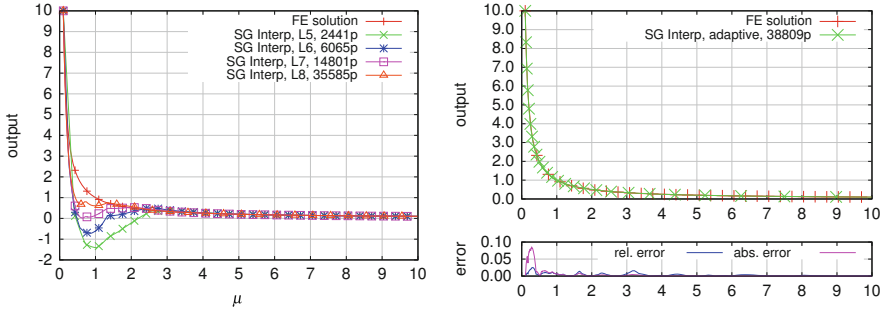 10
9
8
7
6
5
4
3
2
1
0
-1
-2
output
FE solution
SG Interp, L5, 2441p
SG Interp, L6, 6065p
SG Interp, L7, 14801p
SG Interp, L8, 35585p
0 1 2 3 4 5 6 7 8 9 10
μ
10.0
9.0
8.0
7.0
6.0
5.0
4.0
3.0
2.0
1.0
0.0
output
FE solution
SG Interp, adaptive, 38809p
0 1 2 3 4 5 6 7 8 9 10
0.10
0.05
0.00
error
rel. error
abs. error
0 1 2 3 4 5 6 7 8 9 10